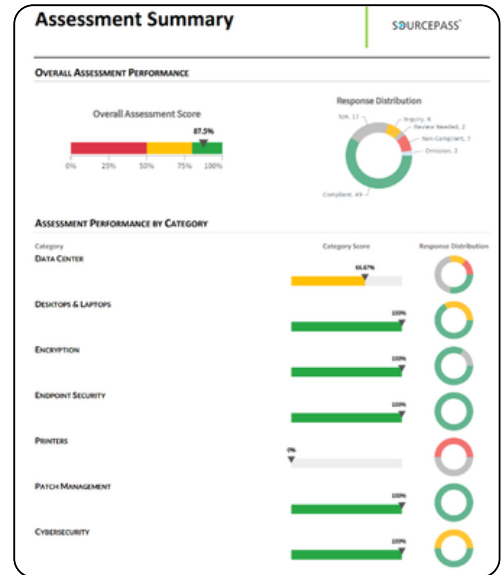 Assessment Summary
SOURCEPASS
OVERALL ASSESSMENT PERFORMANCE
Overall Assessment Score
87.5%
0% 25% 50% 75% 100%
Response Distribution
N/A, 17
Inquiry, 6
Review Needed, 2
Non-Compliant, 7
Omission, 2
Compliant, 49
ASSESSMENT PERFORMANCE BY CATEGORY
Category Category Score Response Distribution
DATA CENTER
66.67%
DESKTOPS & LAPTOPS
100%
ENCRYPTION
100%
ENDPOINT SECURITY
100%
PRINTERS
0%
PATCH MANAGEMENT
100%
CYBERSECURITY
100%